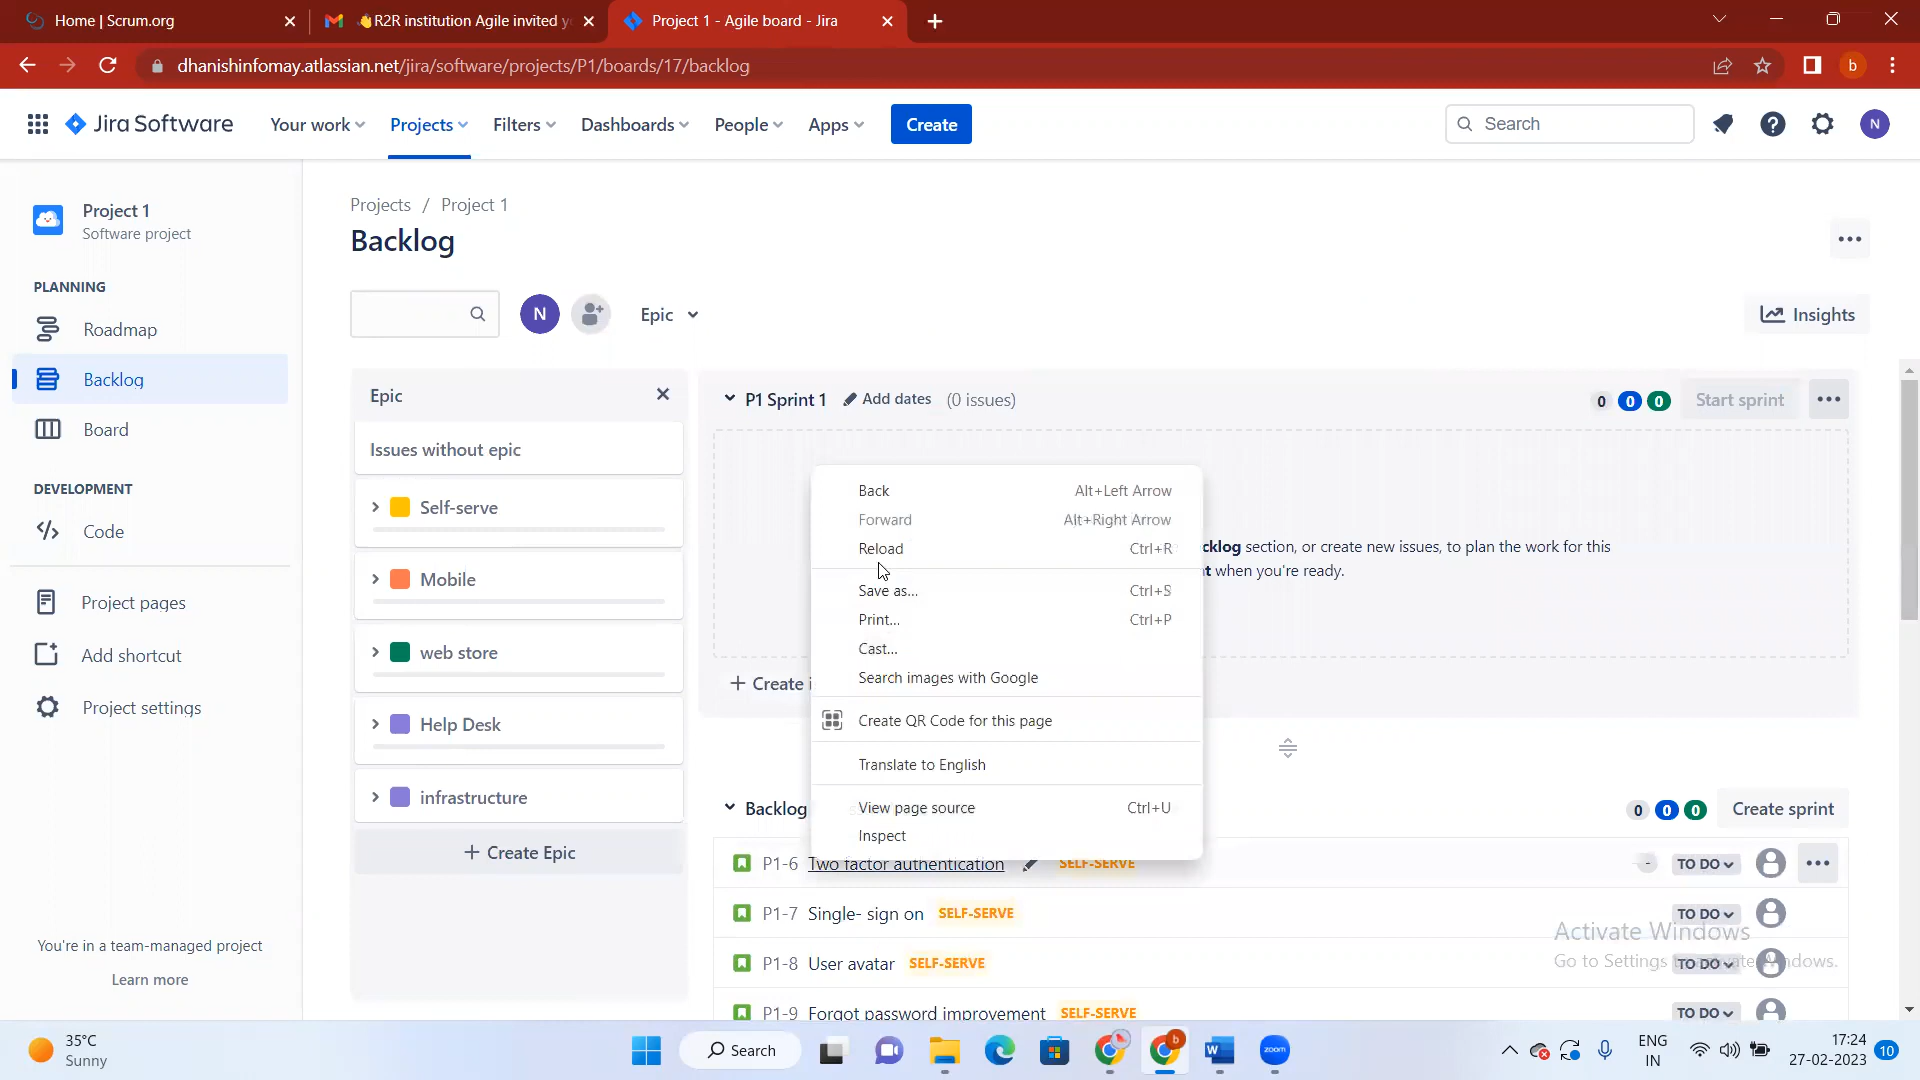 Home | Scrum.org
R2R institution Agile invited y
Project 1 - Agile board - Jira
dhanishinfomay.atlassian.net/jira/software/projects/P1/boards/17/backlog
b
Jira Software
Your work
Projects
Filters
Dashboards
People
Apps
Create
Search
N
Project 1
Software project
PLANNING
Roadmap
Backlog
Board
DEVELOPMENT
Code
Project pages
Add shortcut
Project settings
You're in a team-managed project
Learn more
Projects / Project 1
Backlog
N
Epic
Insights
Epic
Issues without epic
Self-serve
Mobile
web store
Help Desk
infrastructure
+ Create Epic
P1 Sprint 1 Add dates (0 issues)
0 0 0 Start sprint
cklog section, or create new issues, to plan the work for this
t when you're ready.
+ Create i
Back Alt+Left Arrow
Forward Alt+Right Arrow
Reload Ctrl+R
Save as... Ctrl+S
Print... Ctrl+P
Cast...
Search images with Google
Create QR Code for this page
Translate to English
View page source Ctrl+U
Inspect
Backlog
0 0 0 Create sprint
P1-6 Two factor authentication SELF-SERVE - TO DO
P1-7 Single- sign on SELF-SERVE TO DO
P1-8 User avatar SELF-SERVE TO DO
P1-9 Forgot password improvement SELF-SERVE TO DO
Activate Windows
Go to Settings to activate Windows.
35°C
Sunny
Search
b
W
zoom
ENG
IN
17:24
27-02-2023
10